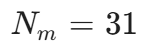 N_m = 31